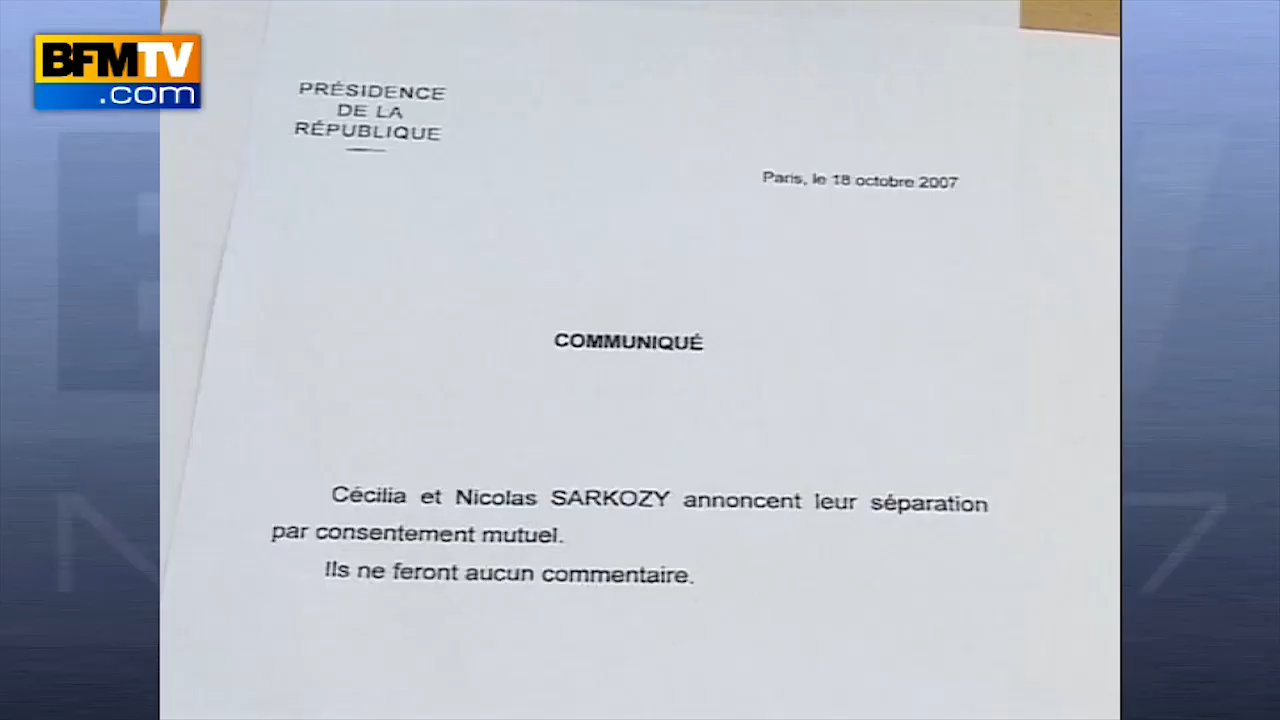 BFMTV
.com
PRÉSIDENCE
DE LA
RÉPUBLIQUE
Paris, le 18 octobre 2007
COMMUNIQUÉ
Cécilia et Nicolas SARKOZY annoncent leur séparation
par consentement mutuel.
Ils ne feront aucun commentaire.